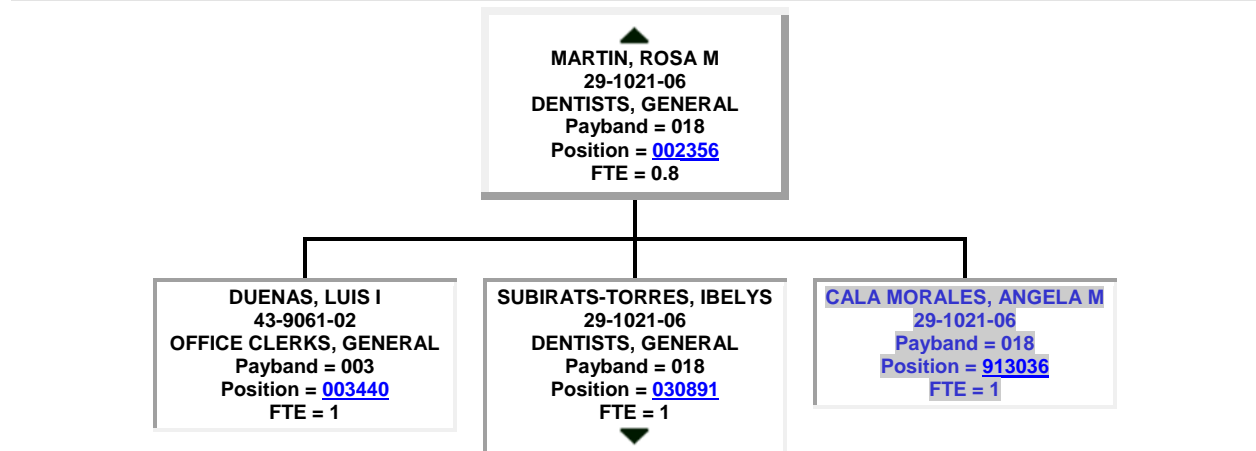 MARTIN, ROSA M
29-1021-06
DENTISTS, GENERAL
Payband = 018
Position = 002356
FTE = 0.8
DUENAS, LUIS I
43-9061-02
OFFICE CLERKS, GENERAL
Payband = 003
Position = 003440
FTE = 1
SUBIRATS-TORRES, IBELYS
29-1021-06
DENTISTS, GENERAL
Payband = 018
Position = 030891
FTE = 1
CALA MORALES, ANGELA M
29-1021-06
Payband = 018
Position = 913036
FTE = 1